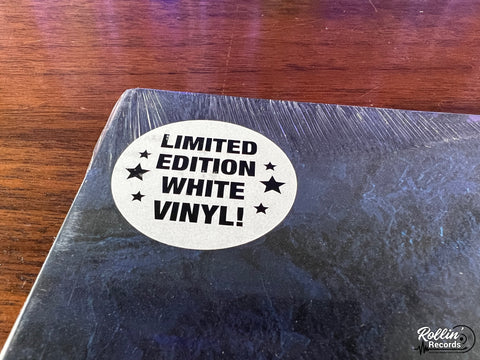 LIMITED
EDITION
WHITE
VINYL!
Rollin'
Records